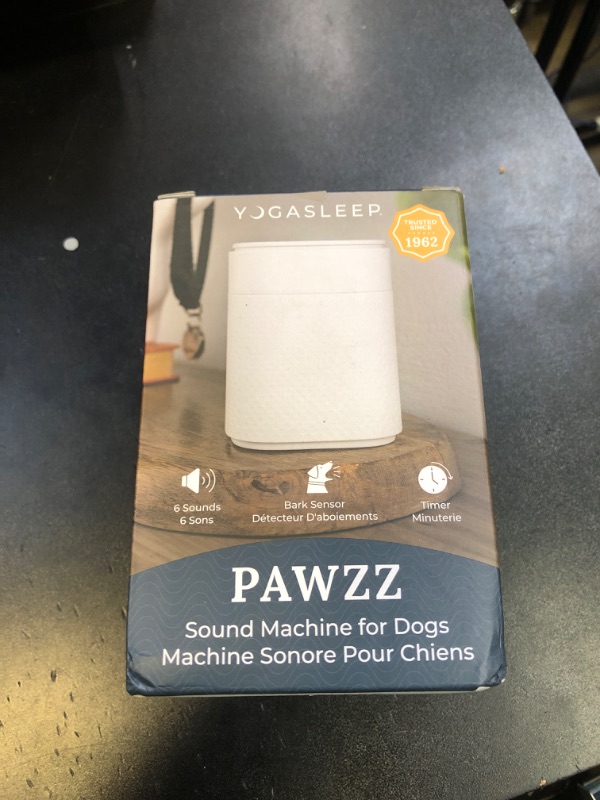 YOGASLEEP
TRUSTED
SINCE
1962
6 Sounds
6 Sons
Bark Sensor
Détecteur D'aboiements
Timer
Minuterie
PAWZZ
Sound Machine for Dogs
Machine Sonore Pour Chiens